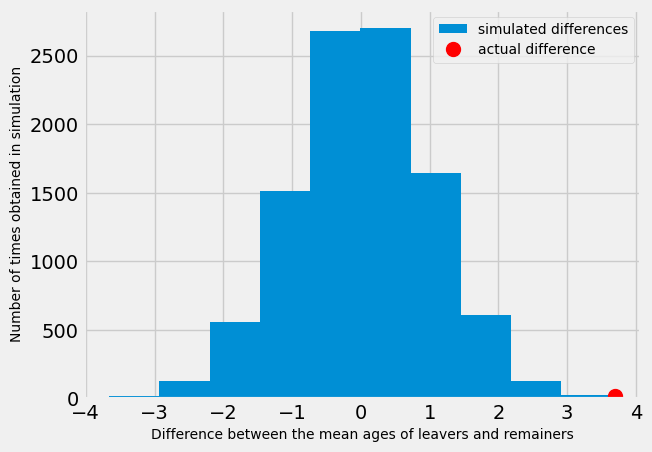 simulated differences
actual difference
Number of times obtained in simulation
2500
2000
1500
1000
500
0
−4 −3 −2 −1 0 1 2 3 4
Difference between the mean ages of leavers and remainers